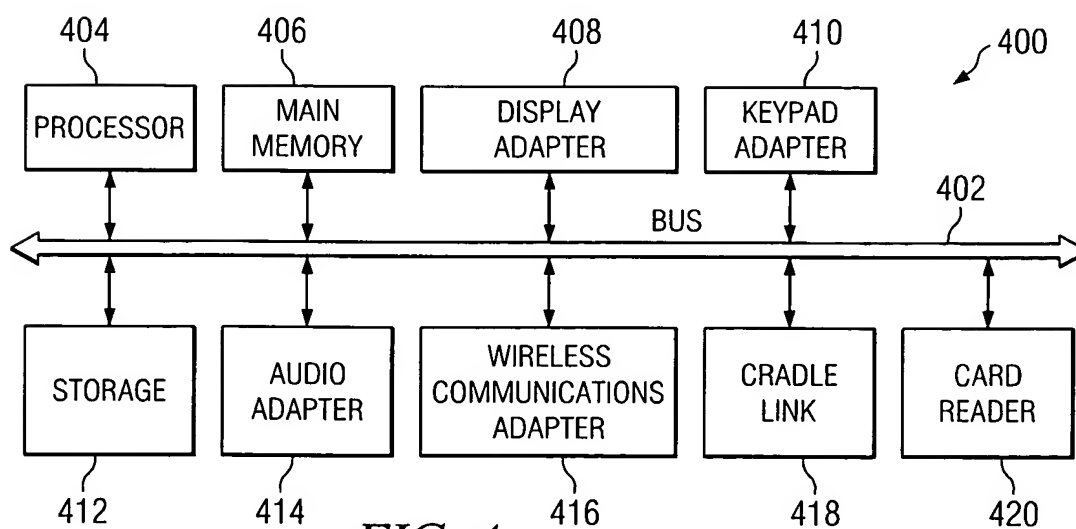 404
406
408
410
400
PROCESSOR
MAIN
MEMORY
DISPLAY
ADAPTER
KEYPAD
ADAPTER
BUS
402
STORAGE
AUDIO
ADAPTER
WIRELESS
COMMUNICATIONS
ADAPTER
CRADLE
LINK
CARD
READER
412
414
416
418
420